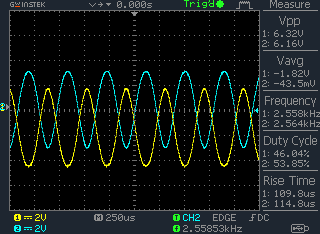 GW INSTEK 0.000s Trig'd Measure
Vpp
1: 6.32V
2: 6.16V
Vavg
1: -1.82V
2: -43.5mV
Frequency
1: 2.558kHz
2: 2.564kHz
Duty Cycle
1: 46.04%
2: 53.85%
Rise Time
1: 109.8us
2: 114.8us
1 2V M 250us T CH2 EDGE DC
2 2V f 2.55853kHz